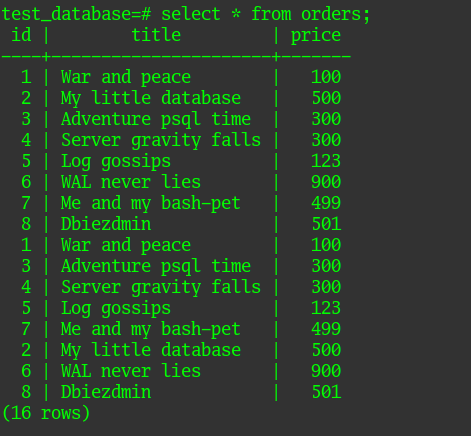 test_database=# select * from orders;
 id |        title         | price
----+----------------------+-------
  1 | War and peace        |   100
  2 | My little database   |   500
  3 | Adventure psql time  |   300
  4 | Server gravity falls |   300
  5 | Log gossips          |   123
  6 | WAL never lies       |   900
  7 | Me and my bash-pet   |   499
  8 | Dbiezdmin            |   501
  1 | War and peace        |   100
  3 | Adventure psql time  |   300
  4 | Server gravity falls |   300
  5 | Log gossips          |   123
  7 | Me and my bash-pet   |   499
  2 | My little database   |   500
  6 | WAL never lies       |   900
  8 | Dbiezdmin            |   501
(16 rows)